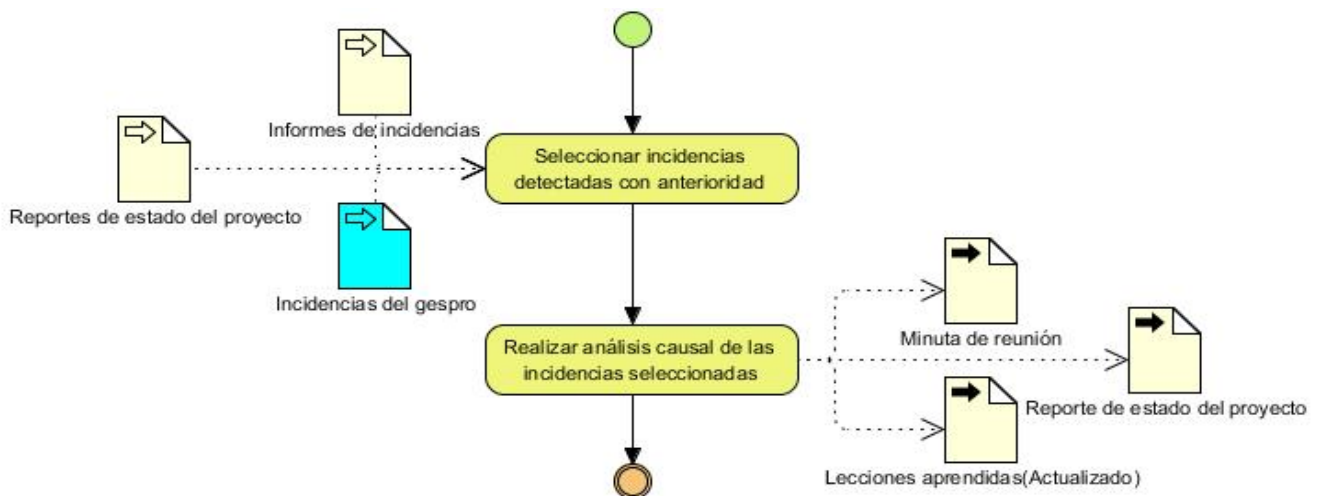 Informes de incidencias
Seleccionar incidencias
detectadas con anterioridad
Reportes de estado del proyecto
Incidencias del gespro
Realizar análisis causal de las
incidencias seleccionadas
Minuta de reunión
Reporte de estado del proyecto
Lecciones aprendidas(Actualizado)